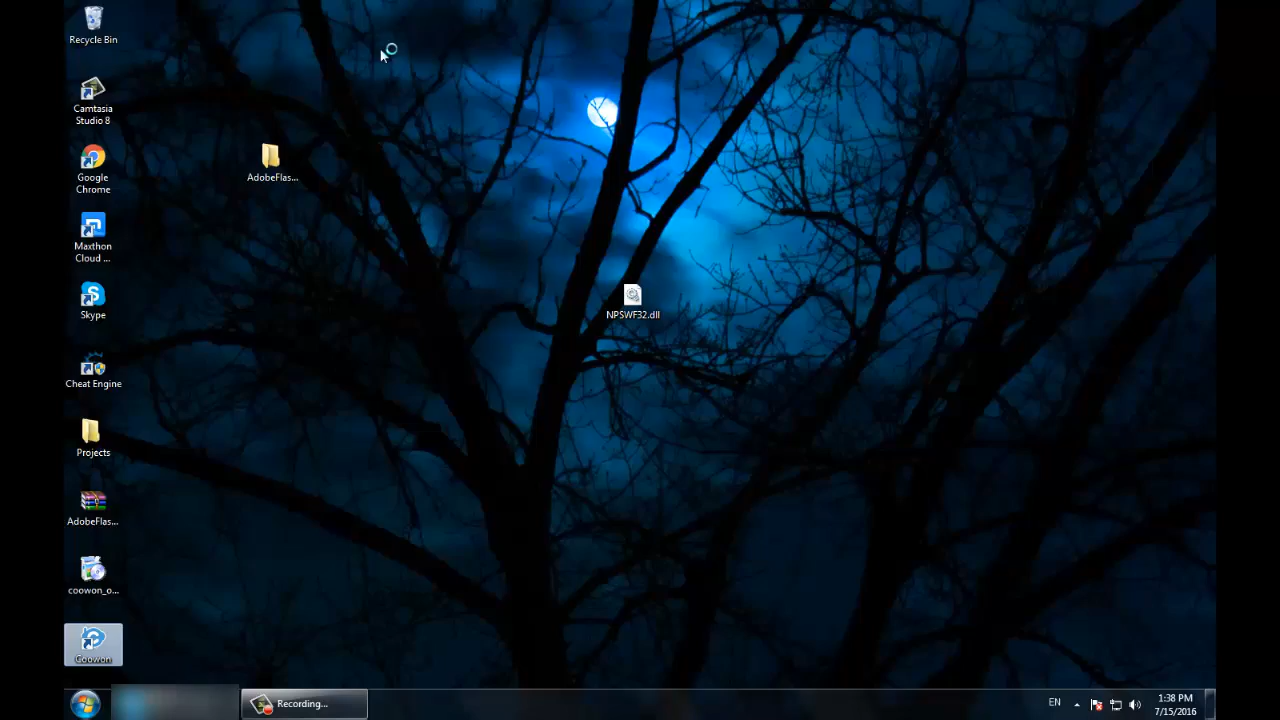 Recycle Bin
Camtasia
Studio 8
Google
Chrome
AdobeFlas...
Maxthon
Cloud ...
Skype
NPSWF32.dll
Cheat Engine
Projects
AdobeFlas...
coowon_o...
Coowon
Recording...
EN
1:38 PM
7/15/2016